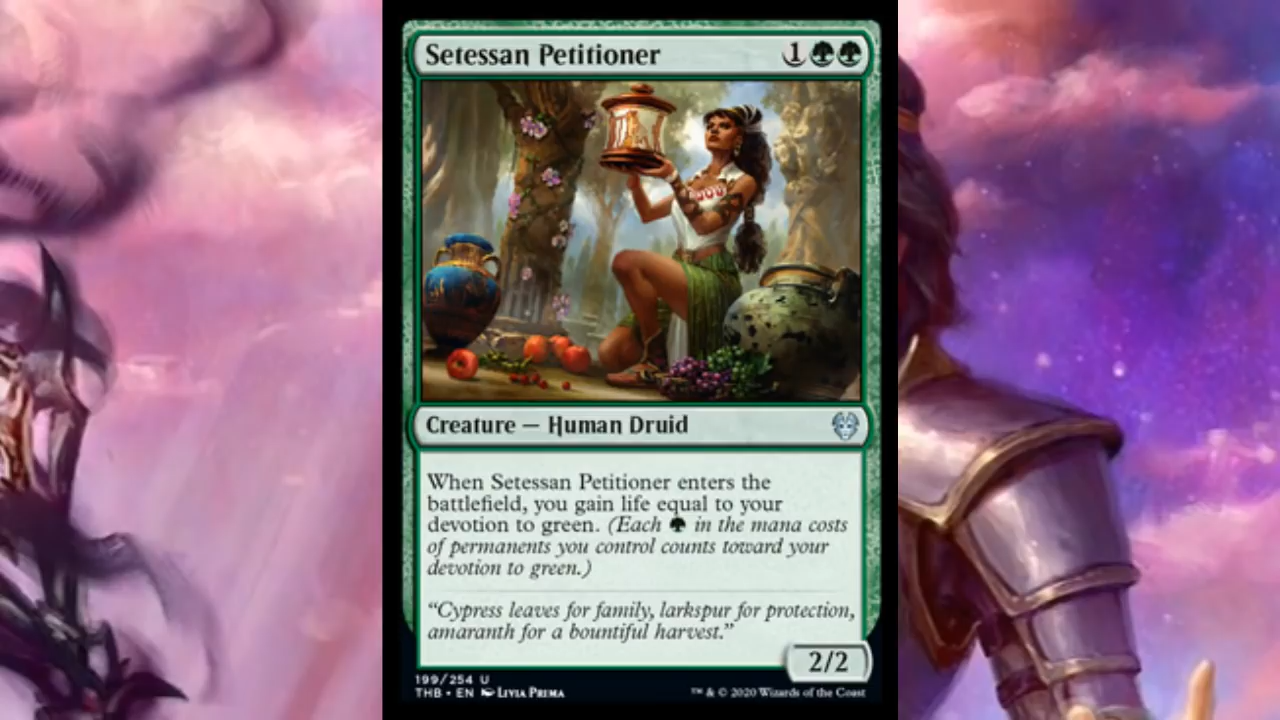 Setessan Petitioner 1
Creature — Human Druid
When Setessan Petitioner enters the
battlefield, you gain life equal to your
devotion to green. (Each in the mana costs
of permanents you control counts toward your
devotion to green.)
“Cypress leaves for family, larkspur for protection,
amaranth for a bountiful harvest.”
2/2
199/254 U
THB • EN Livia Prima
™ & © 2020 Wizards of the Coast